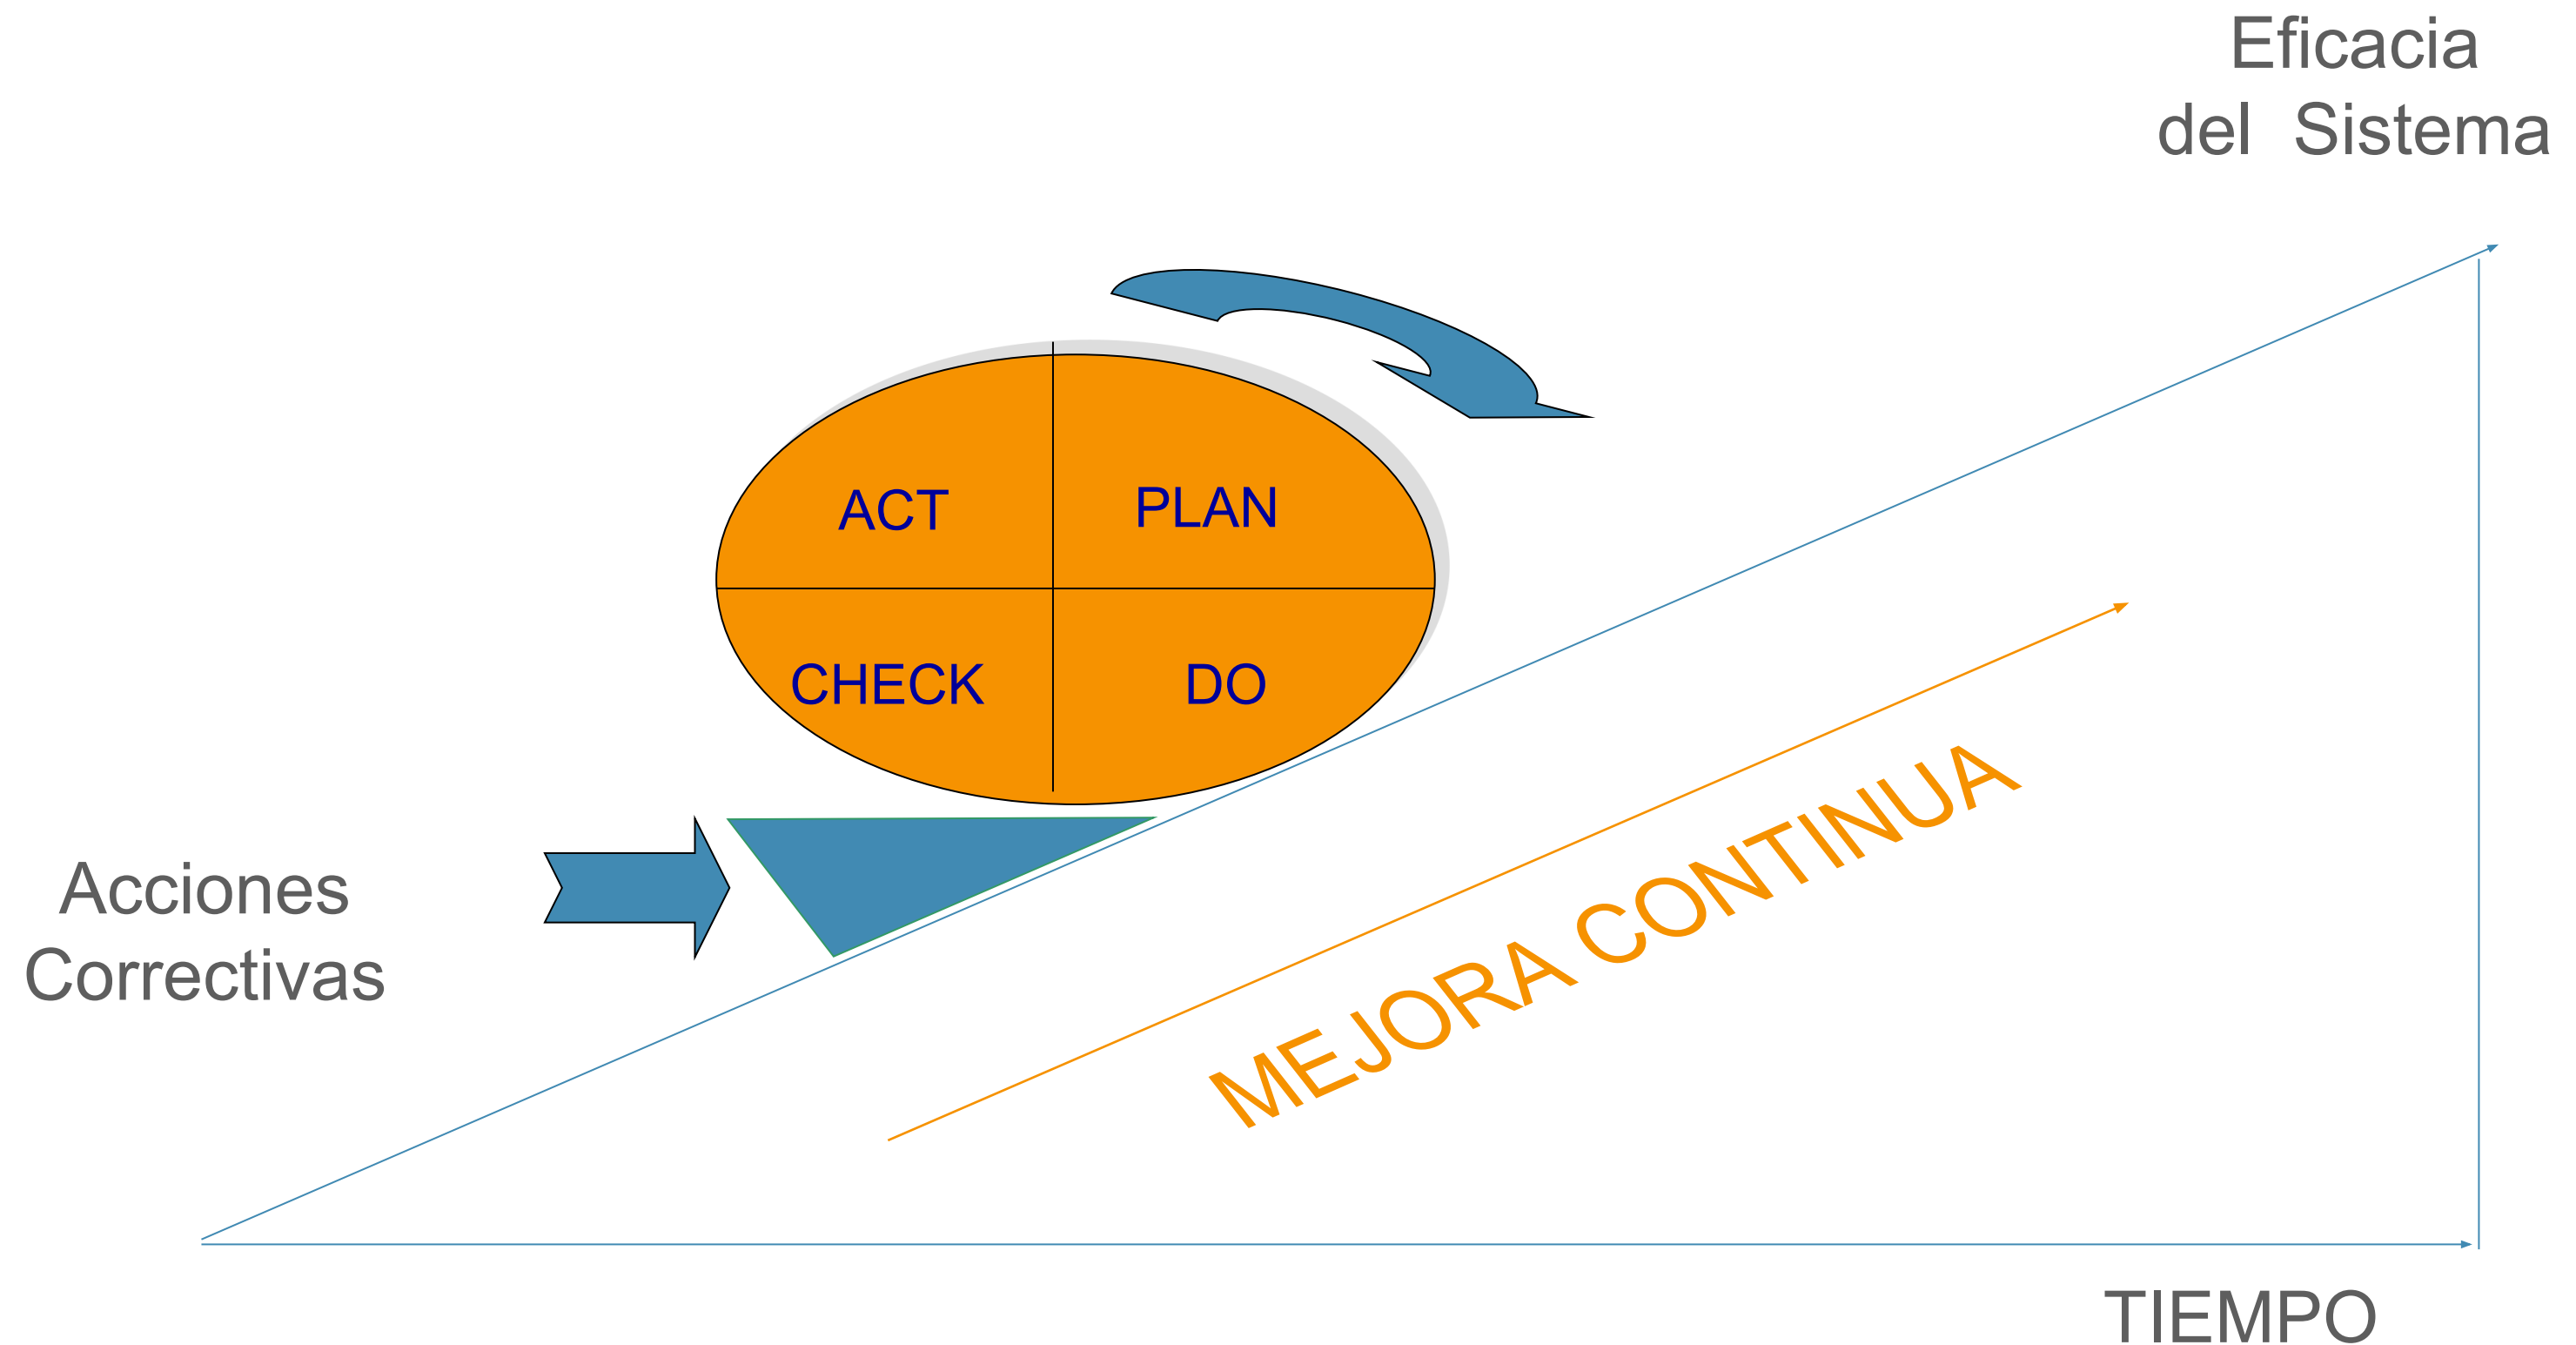 Eficacia
del Sistema
ACT
PLAN
CHECK
DO
Acciones
Correctivas
MEJORA CONTINUA
TIEMPO